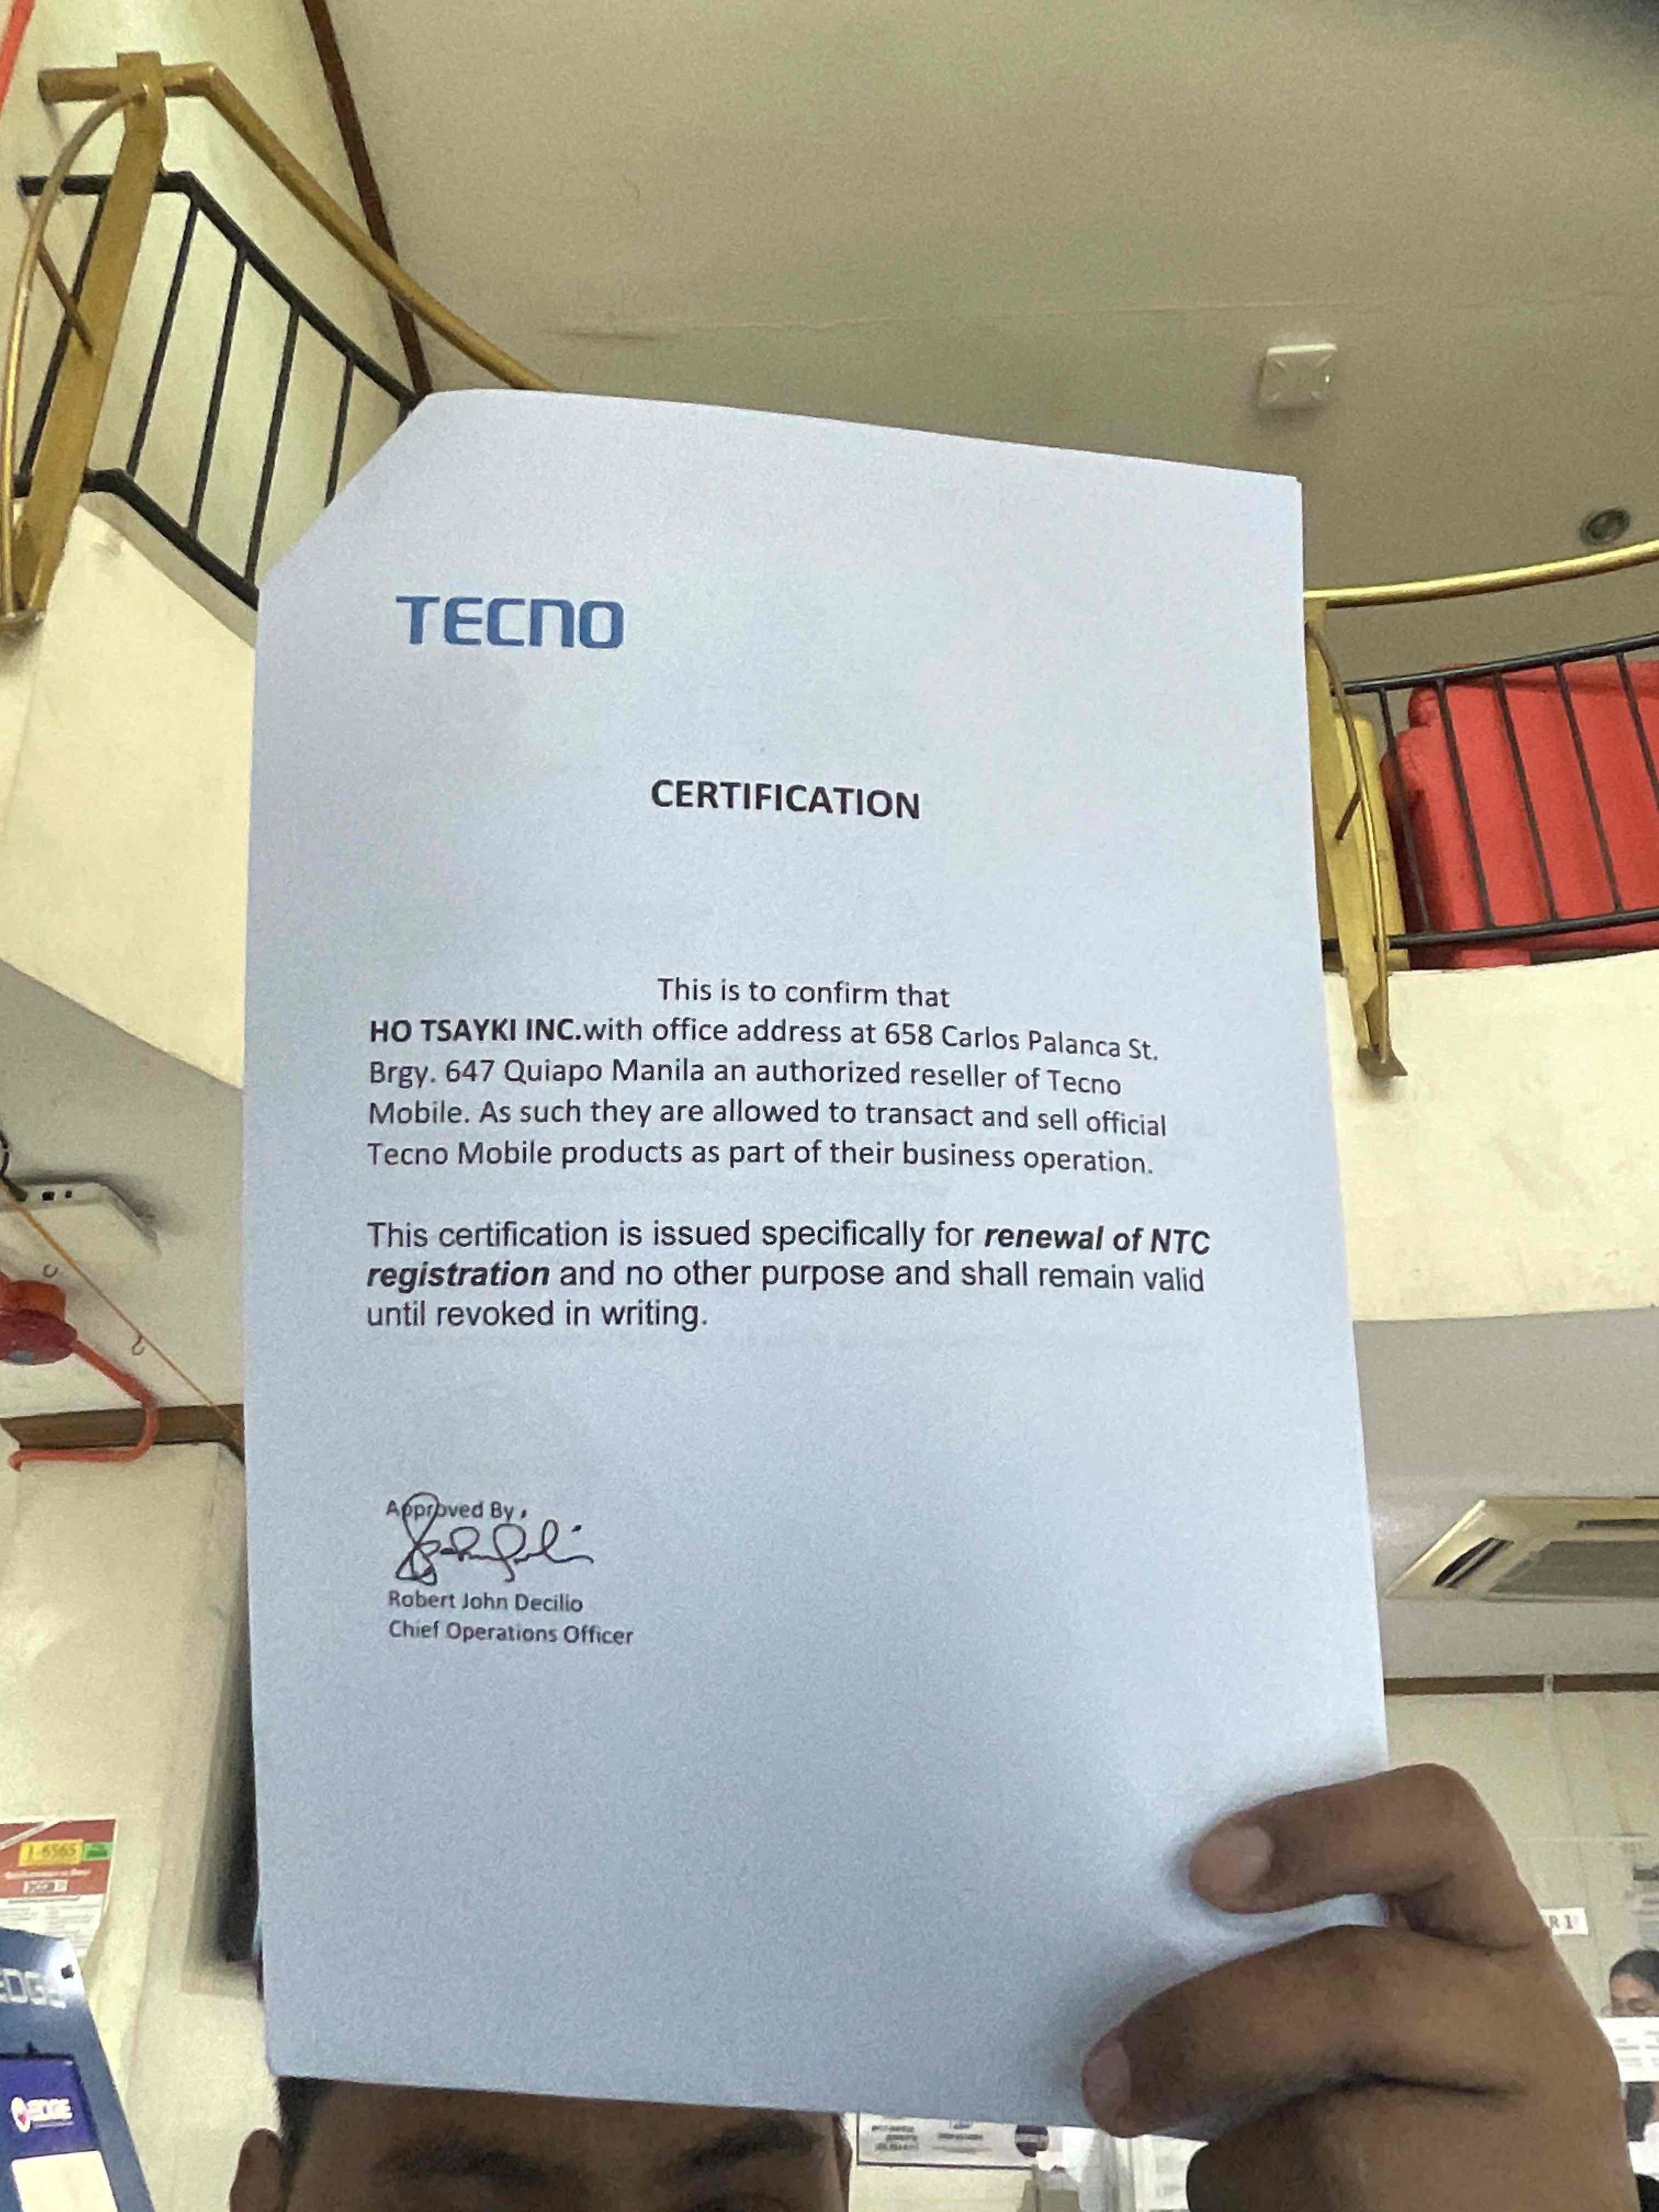 TECNO
CERTIFICATION
This is to confirm that
HO TSAYKI INC.with office address at 658 Carlos Palanca St.
Brgy. 647 Quiapo Manila an authorized reseller of Tecno
Mobile. As such they are allowed to transact and sell official
Tecno Mobile products as part of their business operation.
This certification is issued specifically for renewal of NTC
registration and no other purpose and shall remain valid
until revoked in writing.
Approved By,
Robert John Decilio
Chief Operations Officer
EDGE